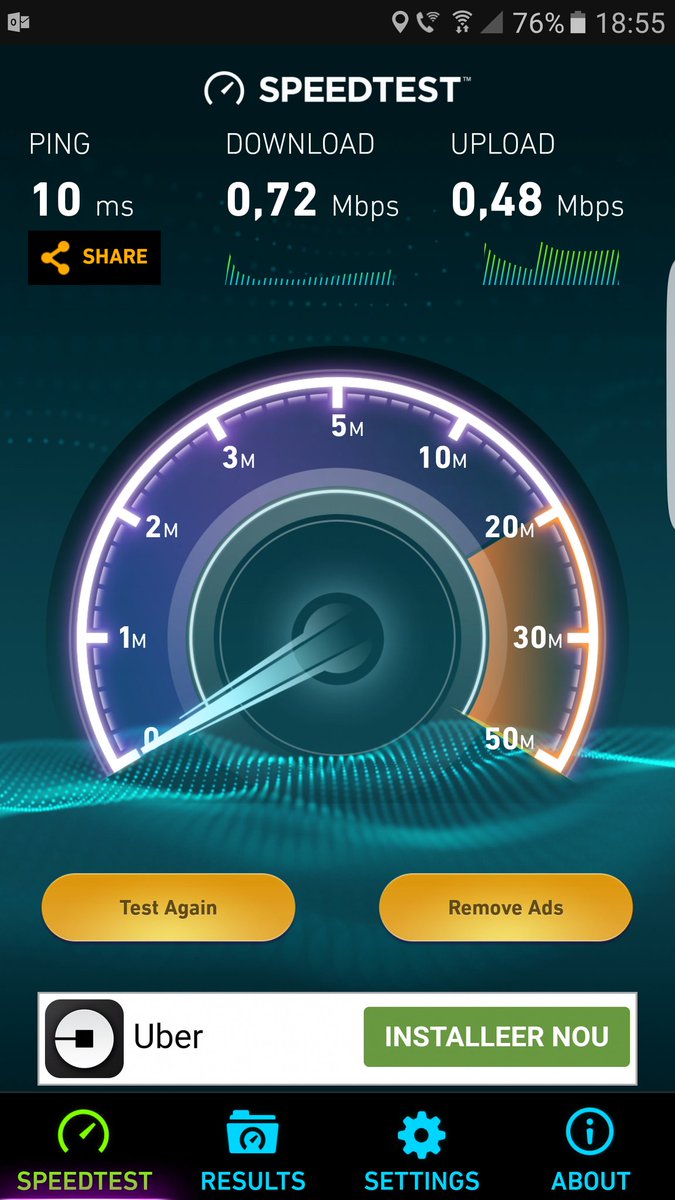 76% 18:55
SPEEDTEST™
PING DOWNLOAD UPLOAD
10 ms 0,72 Mbps 0,48 Mbps
SHARE
5M
3M 10M
2M 20M
1M 30M
0 50M
Test Again Remove Ads
Uber INSTALLEER NOU
SPEEDTEST RESULTS SETTINGS ABOUT